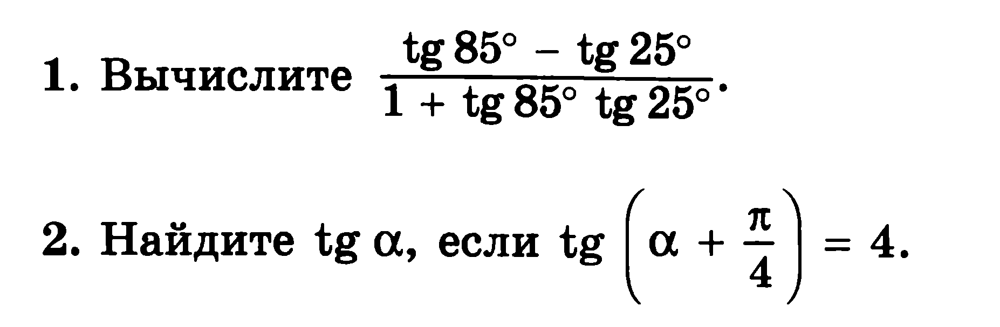 1. Вычислите (tg 85° − tg 25°)/(1 + tg 85° tg 25°).
2. Найдите tg α, если tg (α + π/4) = 4.